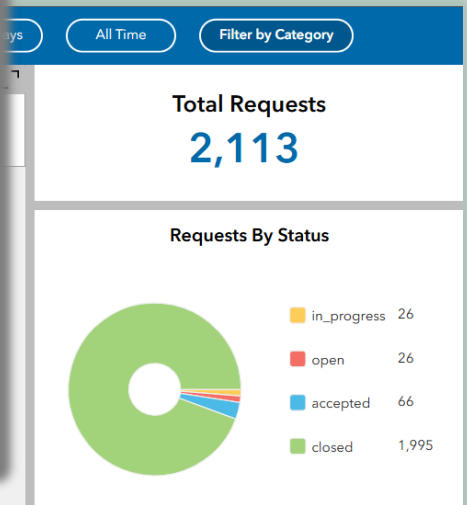 ays
All Time
Filter by Category
Total Requests
2,113
Requests By Status
in_progress 26
open 26
accepted 66
closed 1,995